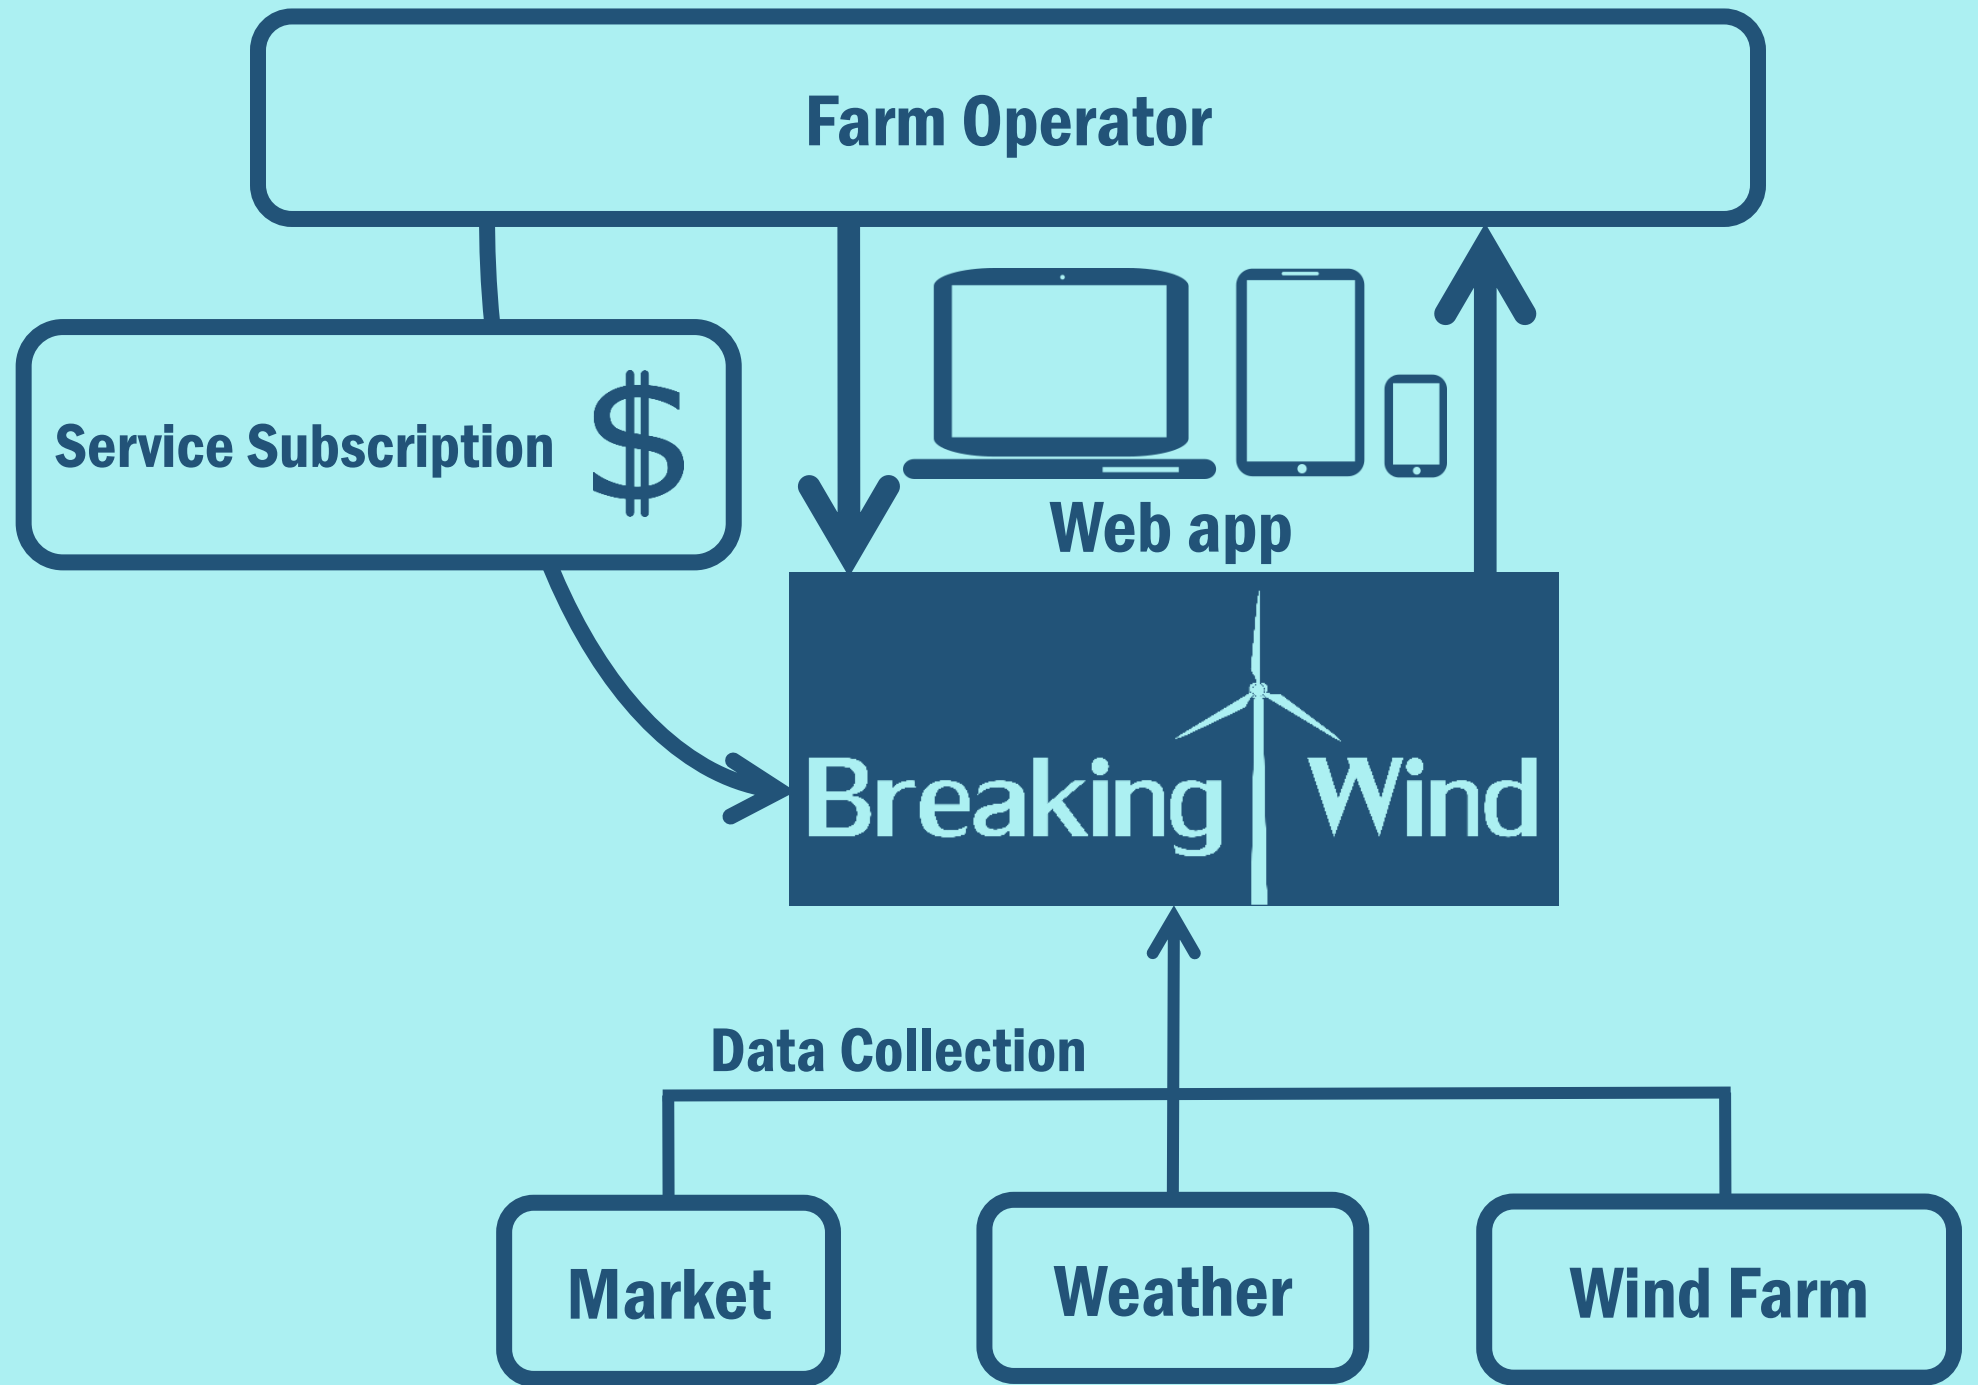 Farm Operator
Service Subscription $
Web app
Breaking Wind
Data Collection
Market
Weather
Wind Farm